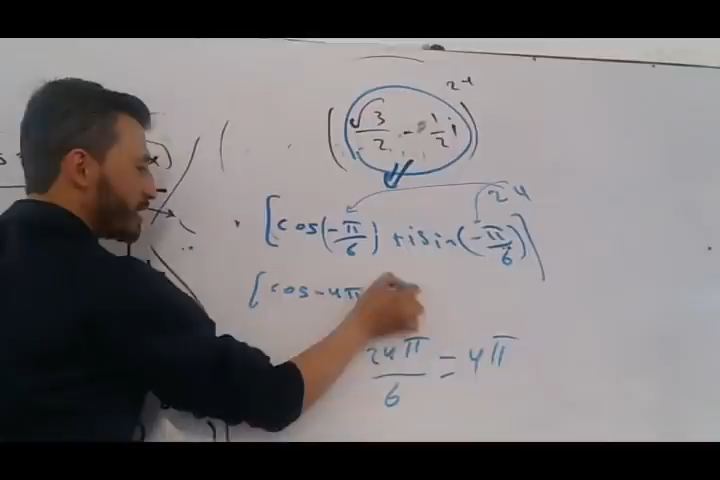 (√3/2 - 1/2 i)^24
[cos(-π/6) + i sin(-π/6)]^24
[cos -4π
24π/6 = 4π